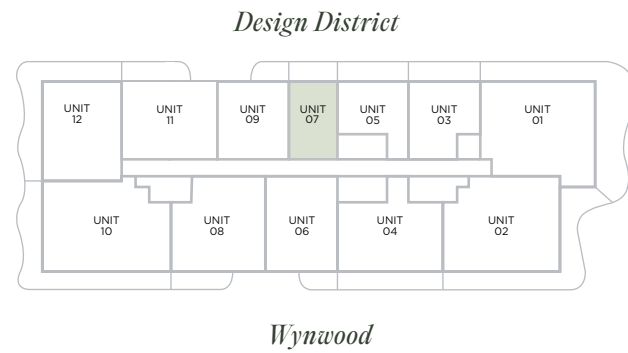 Design District
UNIT
12
UNIT
11
UNIT
09
UNIT
07
UNIT
05
UNIT
03
UNIT
01
UNIT
10
UNIT
08
UNIT
06
UNIT
04
UNIT
02
Wynwood